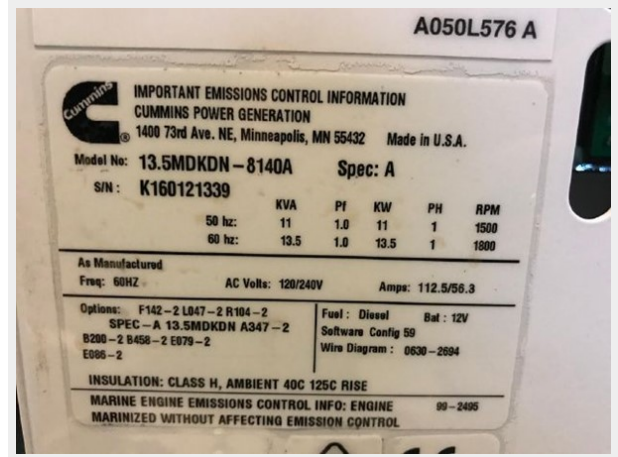 A050L576 A
Cummins
®
IMPORTANT EMISSIONS CONTROL INFORMATION
CUMMINS POWER GENERATION
1400 73rd Ave. NE, Minneapolis, MN 55432 Made in U.S.A.
Model No: 13.5MDKDN-8140A Spec: A
S/N : K160121339
KVA Pf KW PH RPM
50 hz: 11 1.0 11 1 1500
60 hz: 13.5 1.0 13.5 1 1800
As Manufactured
Freq: 60HZ AC Volts: 120/240V Amps: 112.5/56.3
Options: F142-2 L047-2 R104-2
SPEC-A 13.5MDKDN A347-2
B200-2 B458-2 E079-2
E086-2
Fuel : Diesel Bat : 12V
Software Config 59
Wire Diagram : 0630-2694
INSULATION: CLASS H, AMBIENT 40C 125C RISE
MARINE ENGINE EMISSIONS CONTROL INFO: ENGINE 99-2495
MARINIZED WITHOUT AFFECTING EMISSION CONTROL